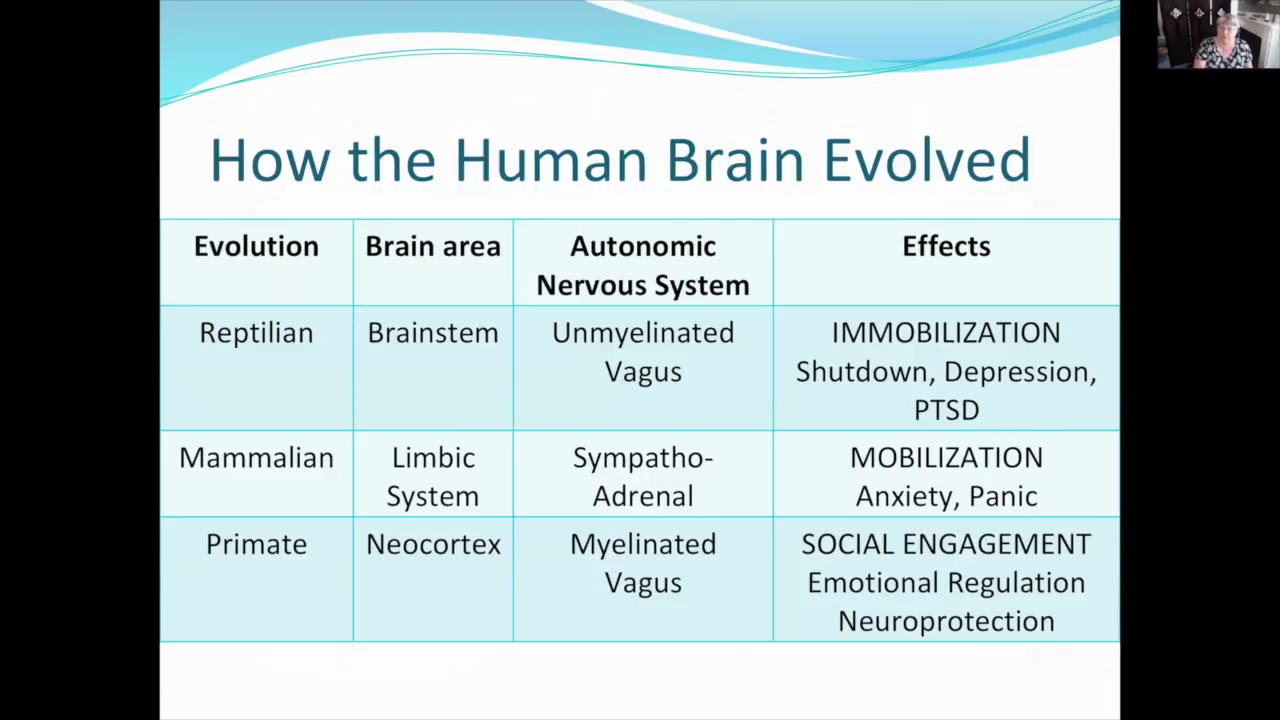 How the Human Brain Evolved
Evolution
Brain area
Autonomic
Nervous System
Effects
Reptilian
Brainstem
Unmyelinated
Vagus
IMMOBILIZATION
Shutdown, Depression,
PTSD
Mammalian
Limbic
System
Sympatho-
Adrenal
MOBILIZATION
Anxiety, Panic
Primate
Neocortex
Myelinated
Vagus
SOCIAL ENGAGEMENT
Emotional Regulation
Neuroprotection